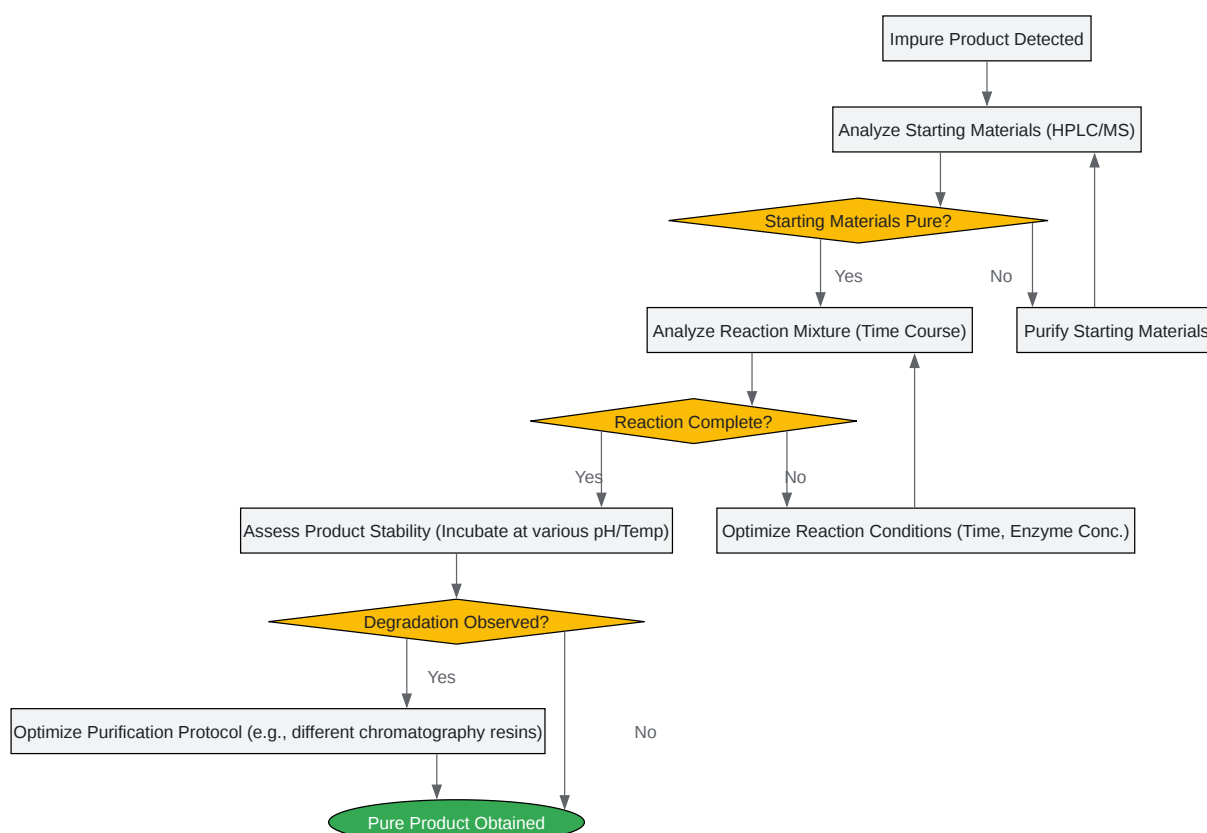 Impure Product Detected
Analyze Starting Materials (HPLC/MS)
Starting Materials Pure?
Yes
No
Analyze Reaction Mixture (Time Course)
Purify Starting Materials
Reaction Complete?
Yes
No
Assess Product Stability (Incubate at various pH/Temp)
Optimize Reaction Conditions (Time, Enzyme Conc.)
Degradation Observed?
Yes
Optimize Purification Protocol (e.g., different chromatography resins)
No
Pure Product Obtained